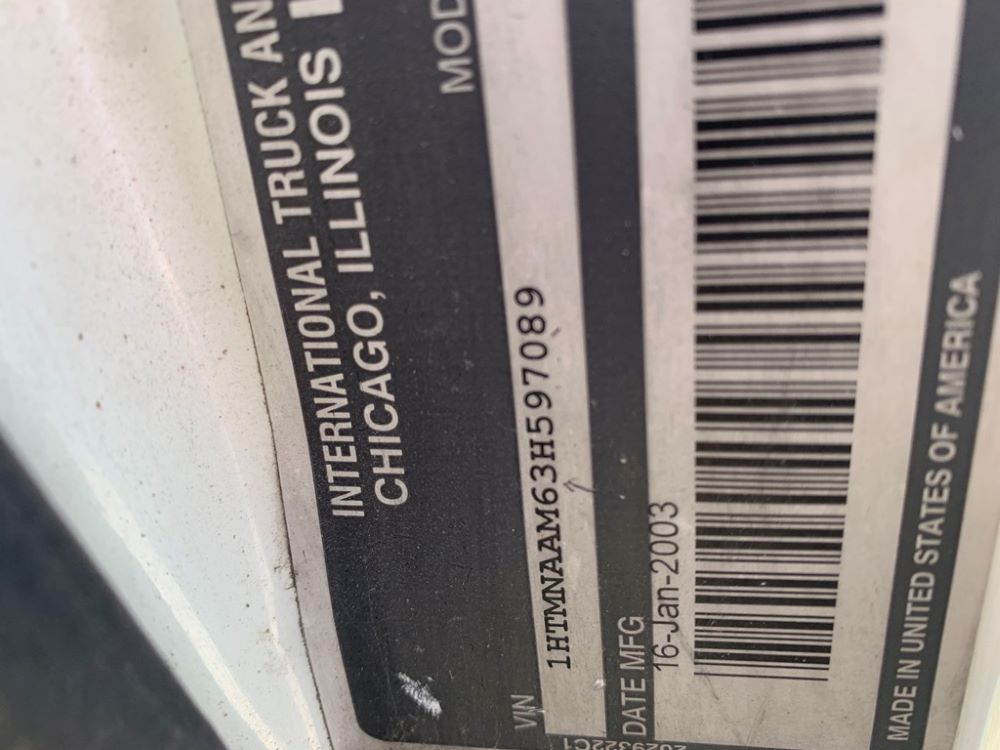 INTERNATIONAL TRUCK AN
CHICAGO, ILLINOIS
MOD
VIN
1HTMNAAM63H597089
DATE MFG
16-Jan-2003
MADE IN UNITED STATES OF AMERICA
2029322C1